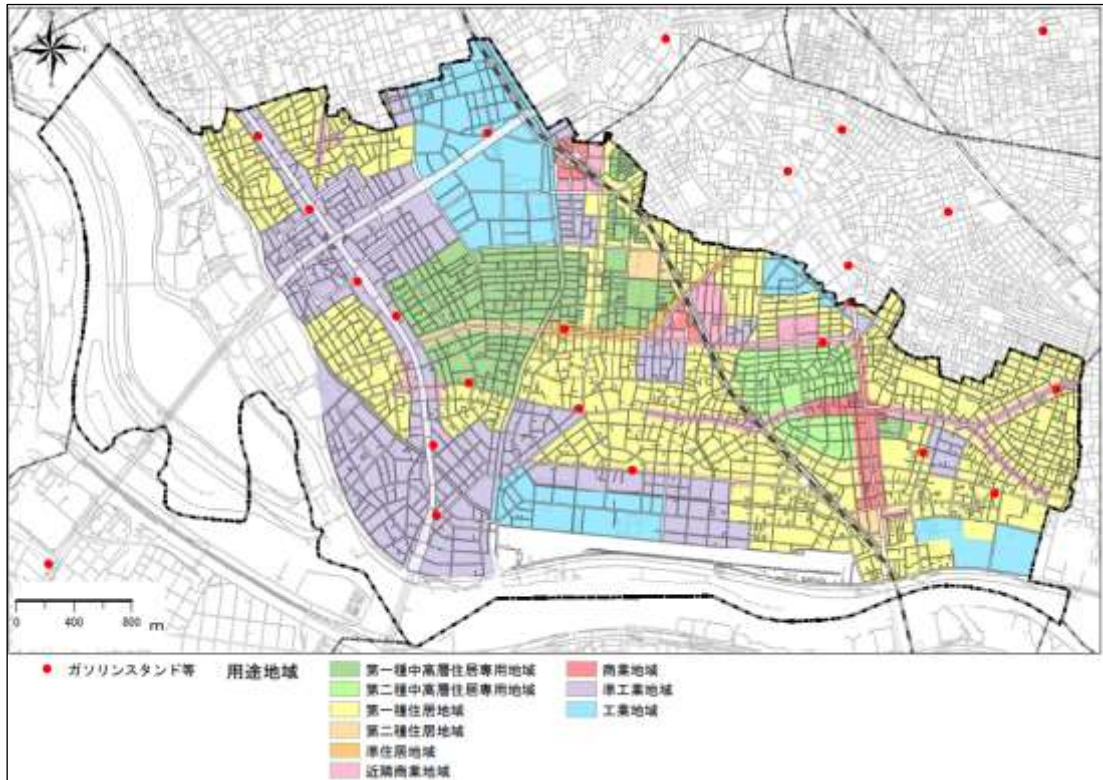 0 400 800 m
ガソリンスタンド等 用途地域
第一種中高層住居専用地域
第二種中高層住居専用地域
第一種住居地域
第二種住居地域
準住居地域
近隣商業地域
商業地域
準工業地域
工業地域